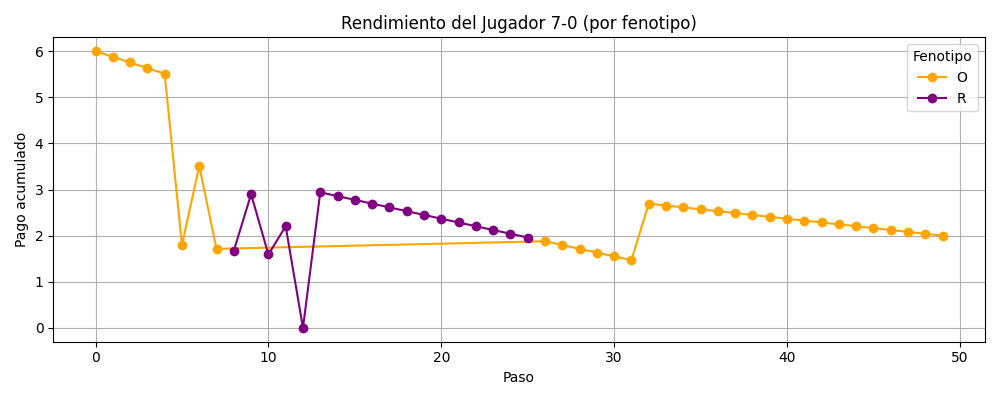 Rendimiento del Jugador 7-0 (por fenotipo)
Pago acumulado
6
5
4
3
2
1
0
Fenotipo
O
R
0 10 20 30 40 50
Paso